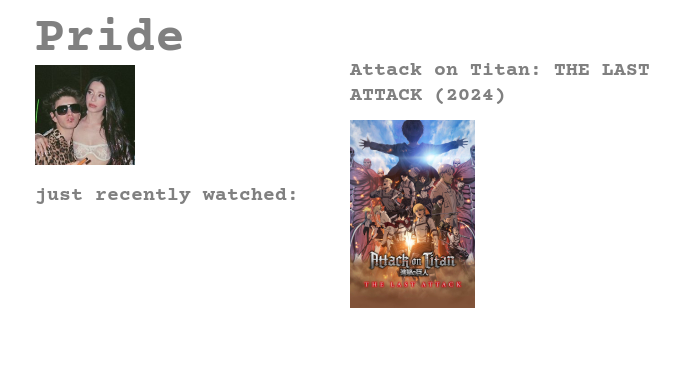 Pride
just recently watched:
Attack on Titan: THE LAST
ATTACK (2024)
Attack on Titan
進撃の巨人
THE LAST ATTACK